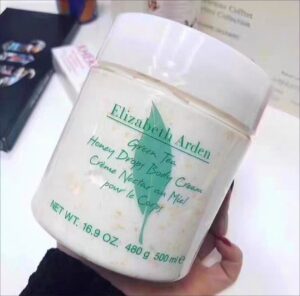 Elizabeth Arden
Green Tea
Honey Drops Body Cream
Crème Nectar au Miel
pour le Corps
NET WT. 16.9 OZ. 480 g 500 ml e
Collection